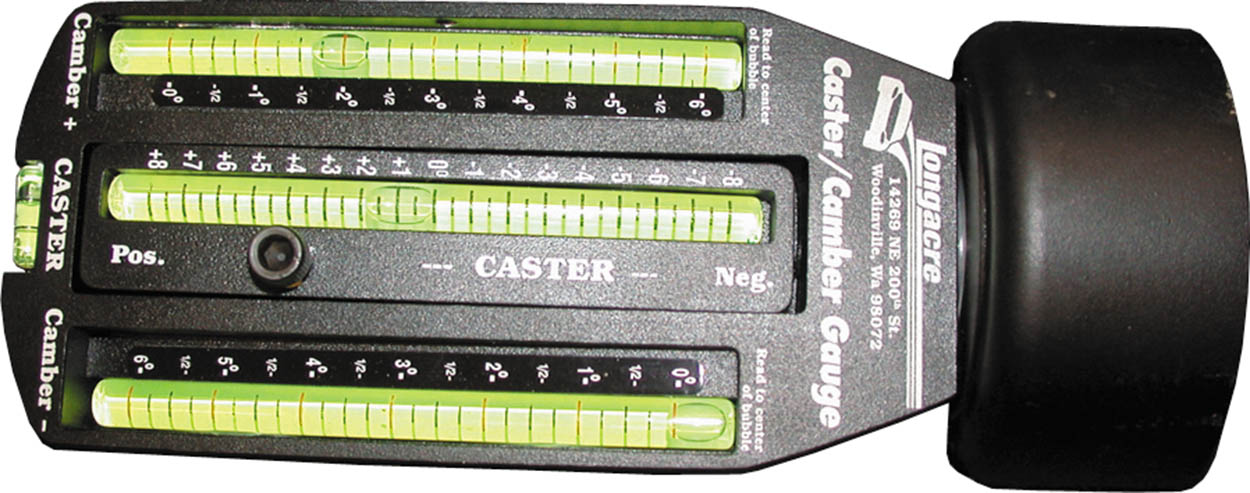 Camber +
-0° -½ -1° -½ -2° -½ -3° -½ -4° -½ -5° -½ -6°
Read to center
of bubble
CASTER
+8 +7 +6 +5 +4 +3 +2 +1 0° -1 -2 -3 -4 -5 -6 -7 -8
Pos. --- CASTER --- Neg.
Camber -
6°- ½- 5°- ½- 4°- ½- 3°- ½- 2°- ½- 1°- ½- 0°-
Read to center
of bubble
Longacre
14269 NE 200th St.
Woodinville, Wa 98072
Caster/Camber Gauge